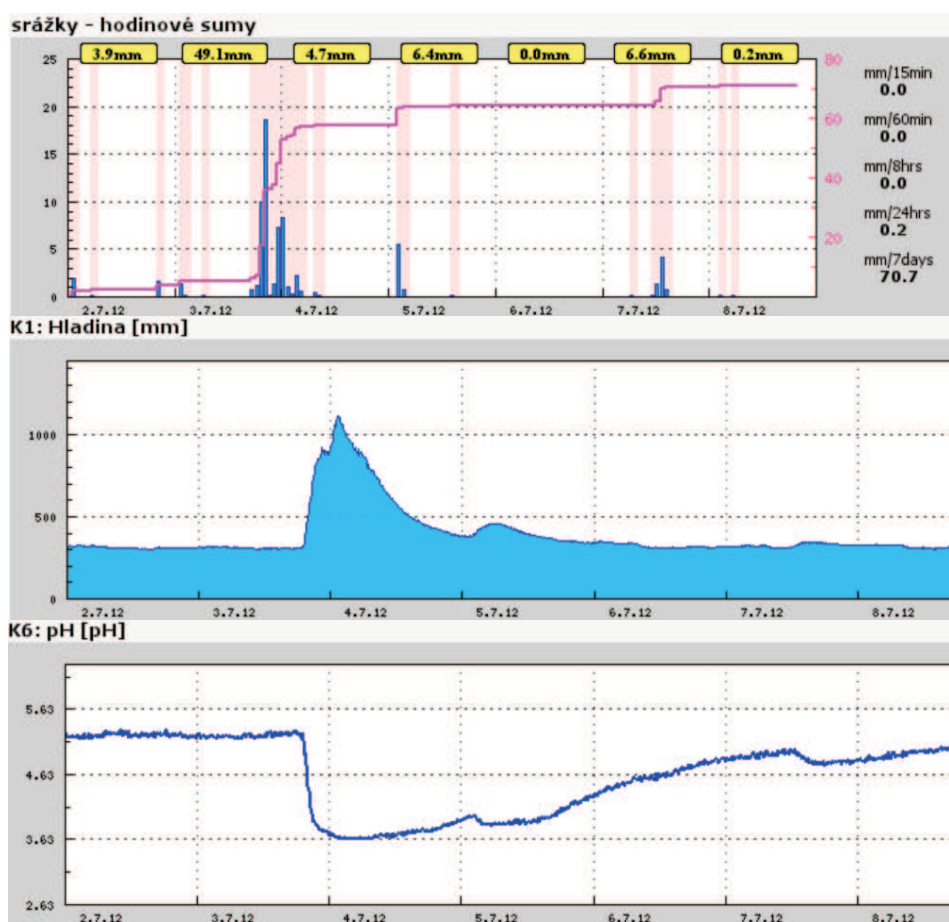 srážky - hodinové sumy
3.9mm 49.1mm 4.7mm 6.4mm 0.0mm 6.6mm 0.2mm
25 80
20 60
15 40
10 20
5
0
mm/15min
0.0
mm/60min
0.0
mm/8hrs
0.0
mm/24hrs
0.2
mm/7days
70.7
2.7.12 3.7.12 4.7.12 5.7.12 6.7.12 7.7.12 8.7.12
K1: Hladina [mm]
1000
500
0
2.7.12 3.7.12 4.7.12 5.7.12 6.7.12 7.7.12 8.7.12
K6: pH [pH]
5.63
4.63
3.63
2.63
2.7.12 3.7.12 4.7.12 5.7.12 6.7.12 7.7.12 8.7.12